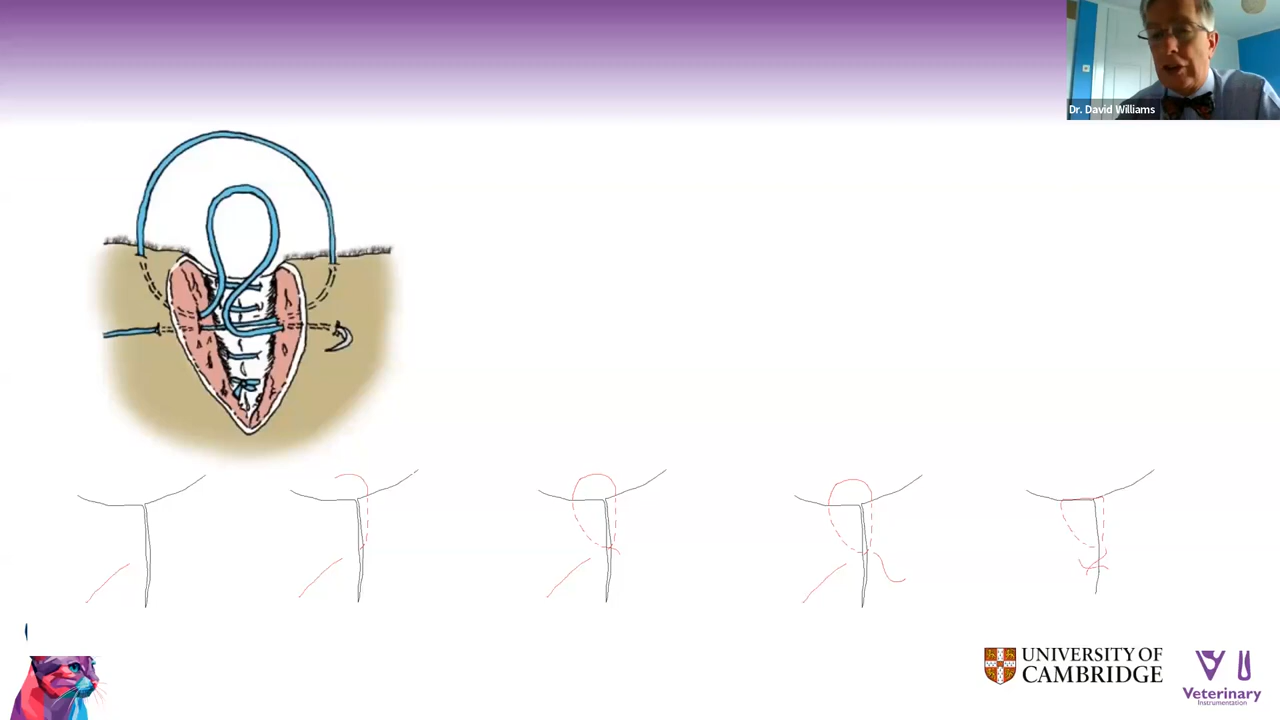 Dr. David Williams
UNIVERSITY OF
CAMBRIDGE
Veterinary
Instrumentation